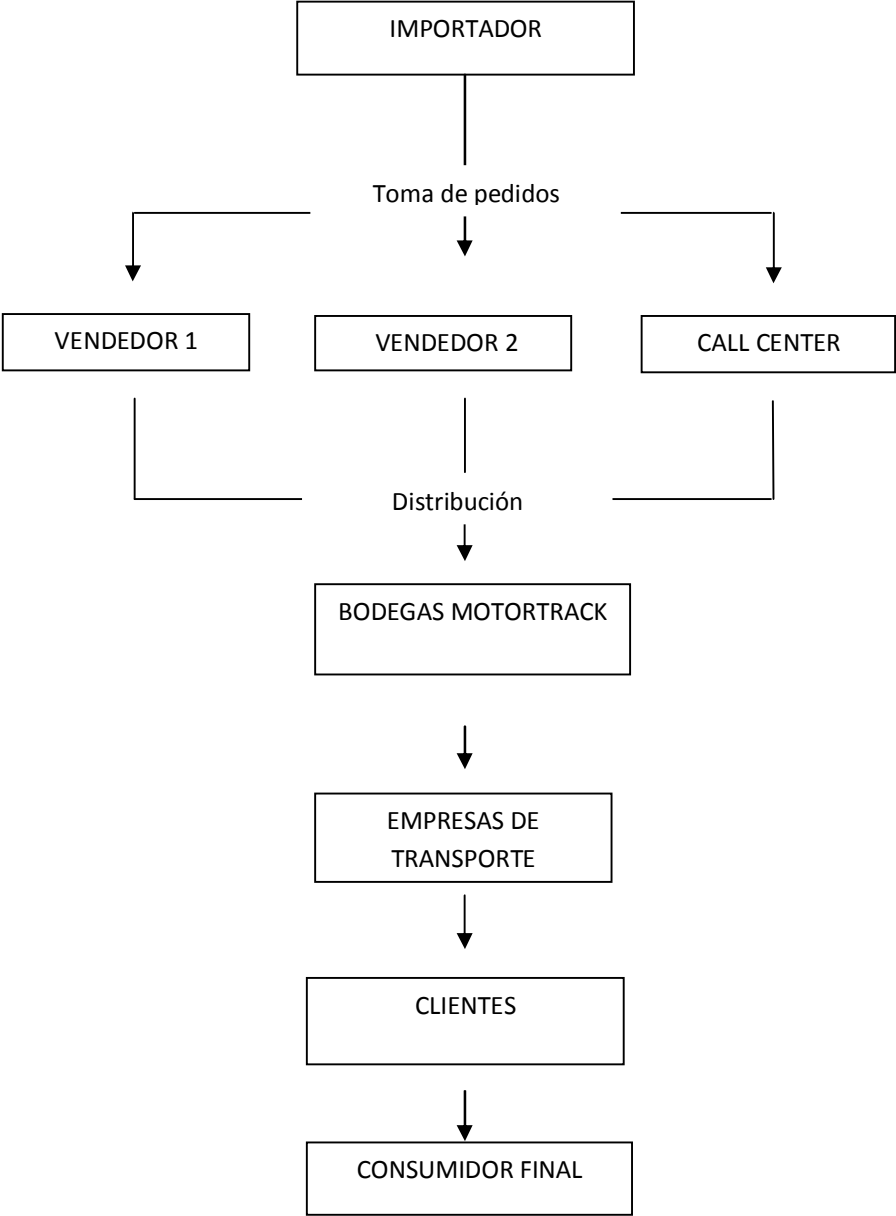 IMPORTADOR
Toma de pedidos
VENDEDOR 1
VENDEDOR 2
CALL CENTER
Distribución
BODEGAS MOTORTRACK
EMPRESAS DE
TRANSPORTE
CLIENTES
CONSUMIDOR FINAL